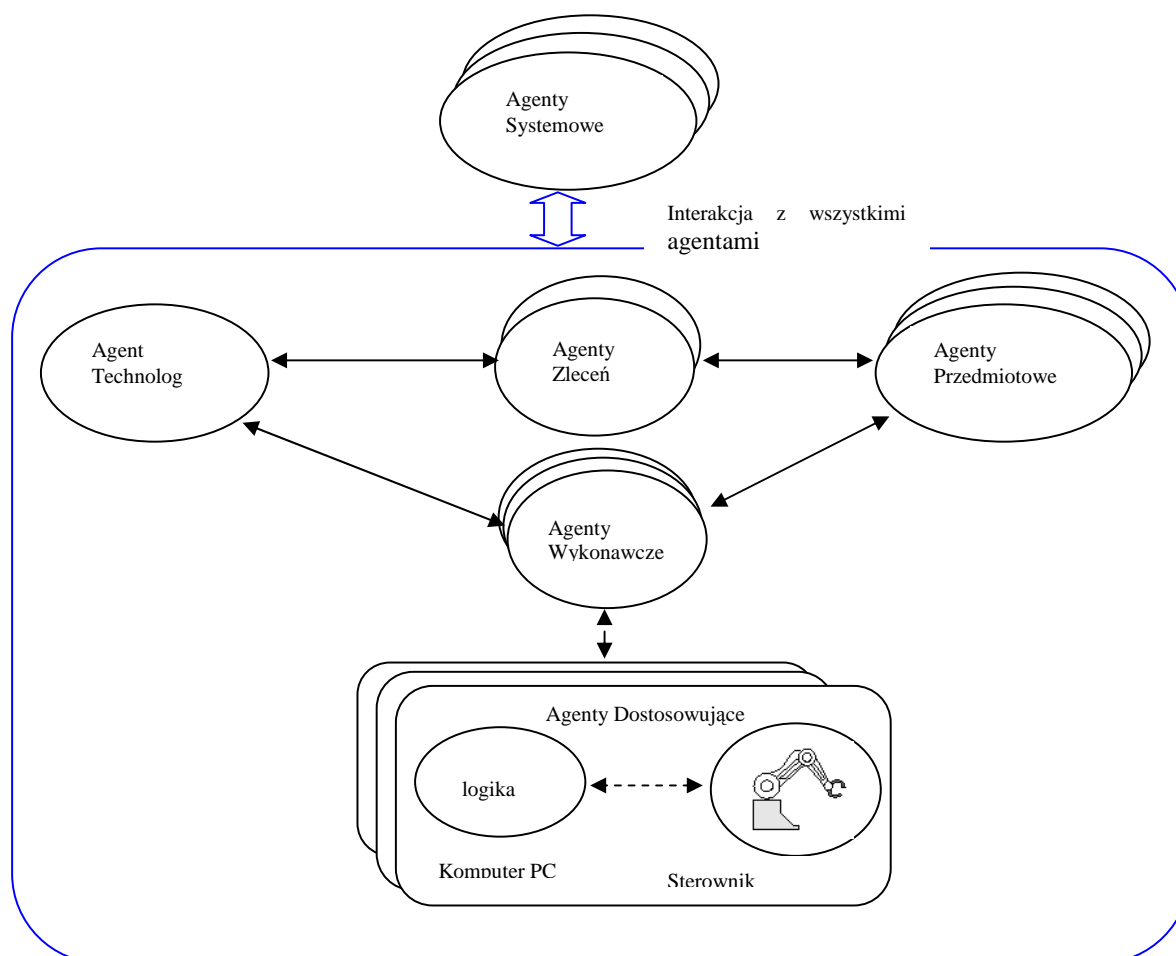 Agenty
Systemowe
Interakcja z wszystkimi
agentami
Agent
Technolog
Agenty
Zleceń
Agenty
Przedmiotowe
Agenty
Wykonawcze
Agenty Dostosowujące
logika
Komputer PC
Sterownik